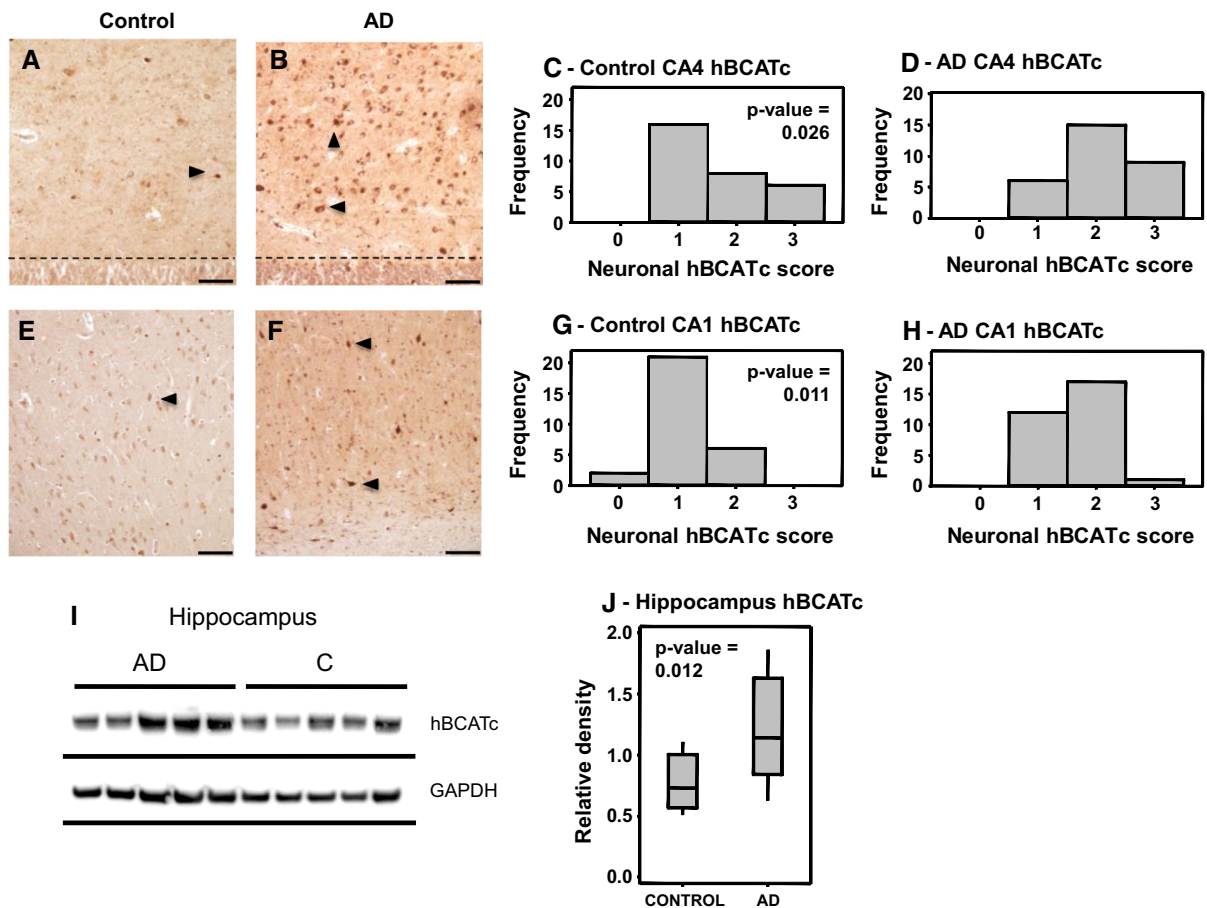 Control
AD
A
B
C - Control CA4 hBCATc
p-value =
0.026
20
15
10
5
0
Frequency
0 1 2 3
Neuronal hBCATc score
D - AD CA4 hBCATc
20
15
10
5
0
Frequency
0 1 2 3
Neuronal hBCATc score
E
F
G - Control CA1 hBCATc
p-value =
0.011
20
15
10
5
0
Frequency
0 1 2 3
Neuronal hBCATc score
H - AD CA1 hBCATc
20
15
10
5
0
Frequency
0 1 2 3
Neuronal hBCATc score
I
Hippocampus
AD
C
hBCATc
GAPDH
J - Hippocampus hBCATc
p-value =
0.012
2.0
1.5
1.0
0.5
0.0
Relative density
CONTROL AD